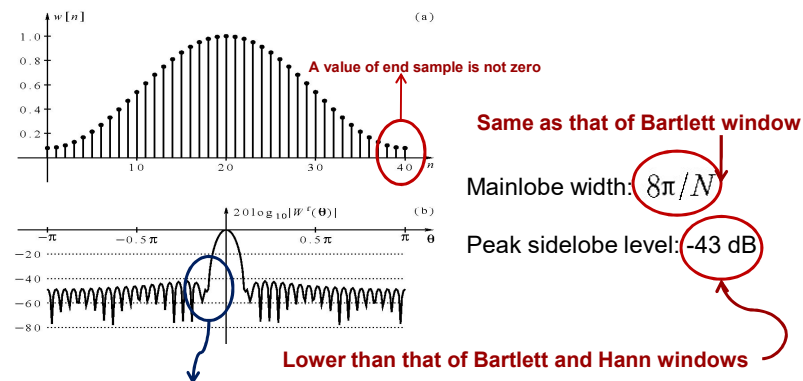 w[n]
(a)
1.0
0.8
0.6
0.4
0.2
10
20
30
40
n
A value of end sample is not zero
20log₁₀|Wᶠ(θ)|
(b)
−π
−0.5π
0.5π
π
θ
−20
−40
−60
−80
Same as that of Bartlett window
Mainlobe width: 8π/N
Peak sidelobe level: -43 dB
Lower than that of Bartlett and Hann windows